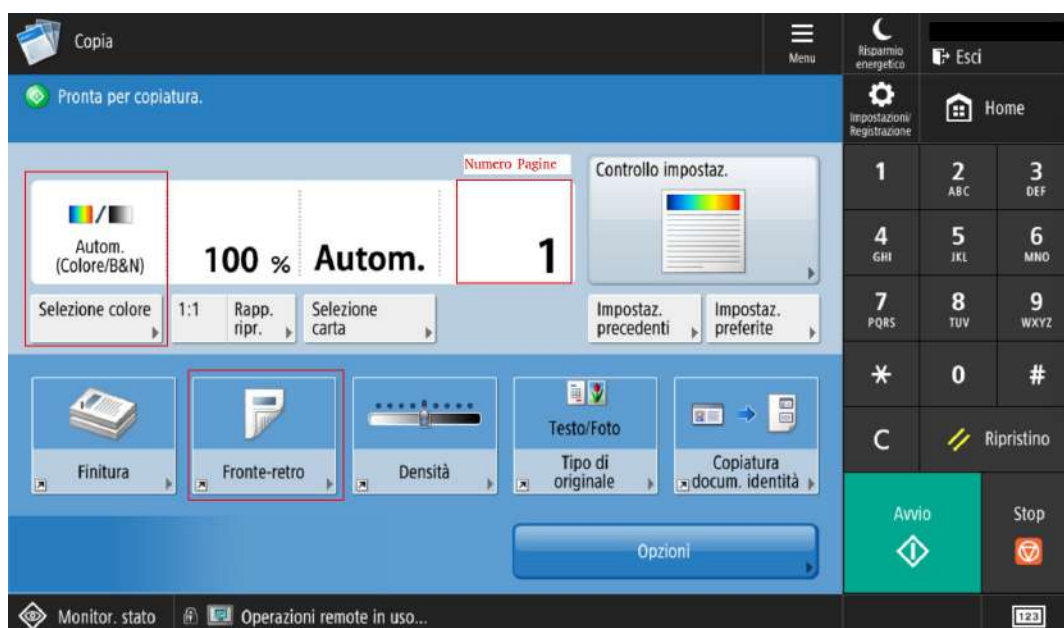 Copia
Menu
Risparmio
energetico
Esci
Pronta per copiatura.
Impostazioni/
Registrazione
Home
Numero Pagine
Controllo impostaz.
Autom.
(Colore/B&N)
100 %
Autom.
1
Selezione colore
1:1
Rapp.
ripr.
Selezione
carta
Impostaz.
precedenti
Impostaz.
preferite
Finitura
Fronte-retro
Densità
Testo/Foto
Tipo di
originale
Copiatura
docum. identità
Opzioni
Monitor. stato
Operazioni remote in uso...
1
2
ABC
3
DEF
4
GHI
5
JKL
6
MNO
7
PQRS
8
TUV
9
WXYZ
*
0
#
C
Ripristino
Avvio
Stop
123